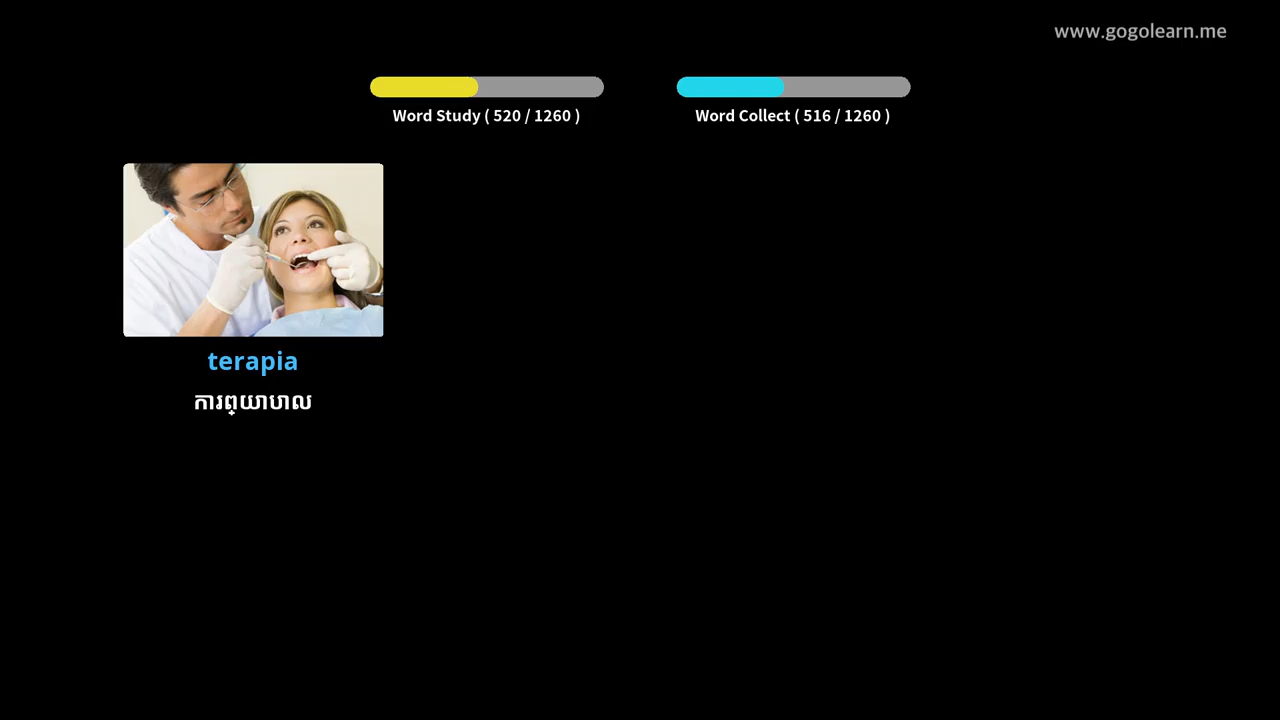 www.gogolearn.me
Word Study ( 520 / 1260 )
Word Collect ( 516 / 1260 )
terapia
ការព្យាបាល